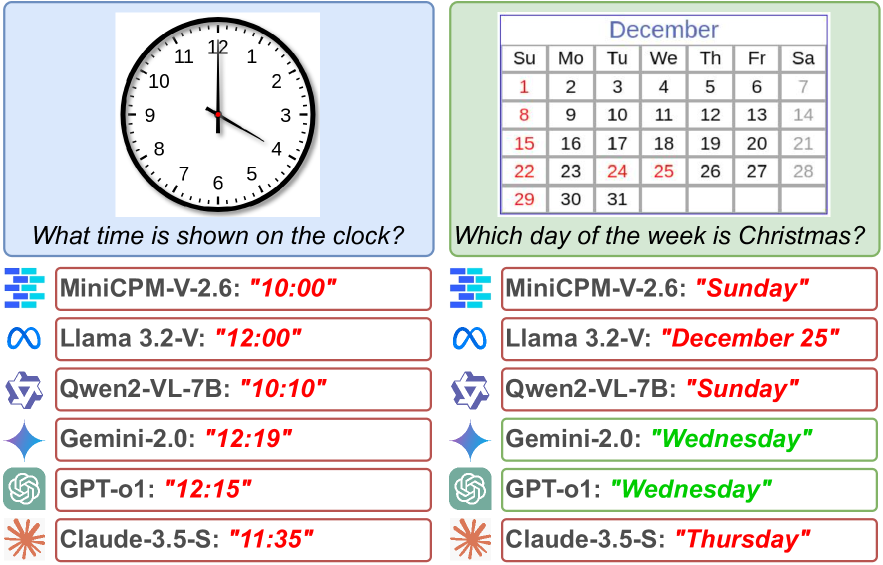 12
1
2
3
4
5
6
7
8
9
10
11
What time is shown on the clock?
MiniCPM-V-2.6: "10:00"
Llama 3.2-V: "12:00"
Qwen2-VL-7B: "10:10"
Gemini-2.0: "12:19"
GPT-o1: "12:15"
Claude-3.5-S: "11:35"
December
Su Mo Tu We Th Fr Sa
1 2 3 4 5 6 7
8 9 10 11 12 13 14
15 16 17 18 19 20 21
22 23 24 25 26 27 28
29 30 31
Which day of the week is Christmas?
MiniCPM-V-2.6: "Sunday"
Llama 3.2-V: "December 25"
Qwen2-VL-7B: "Sunday"
Gemini-2.0: "Wednesday"
GPT-o1: "Wednesday"
Claude-3.5-S: "Thursday"